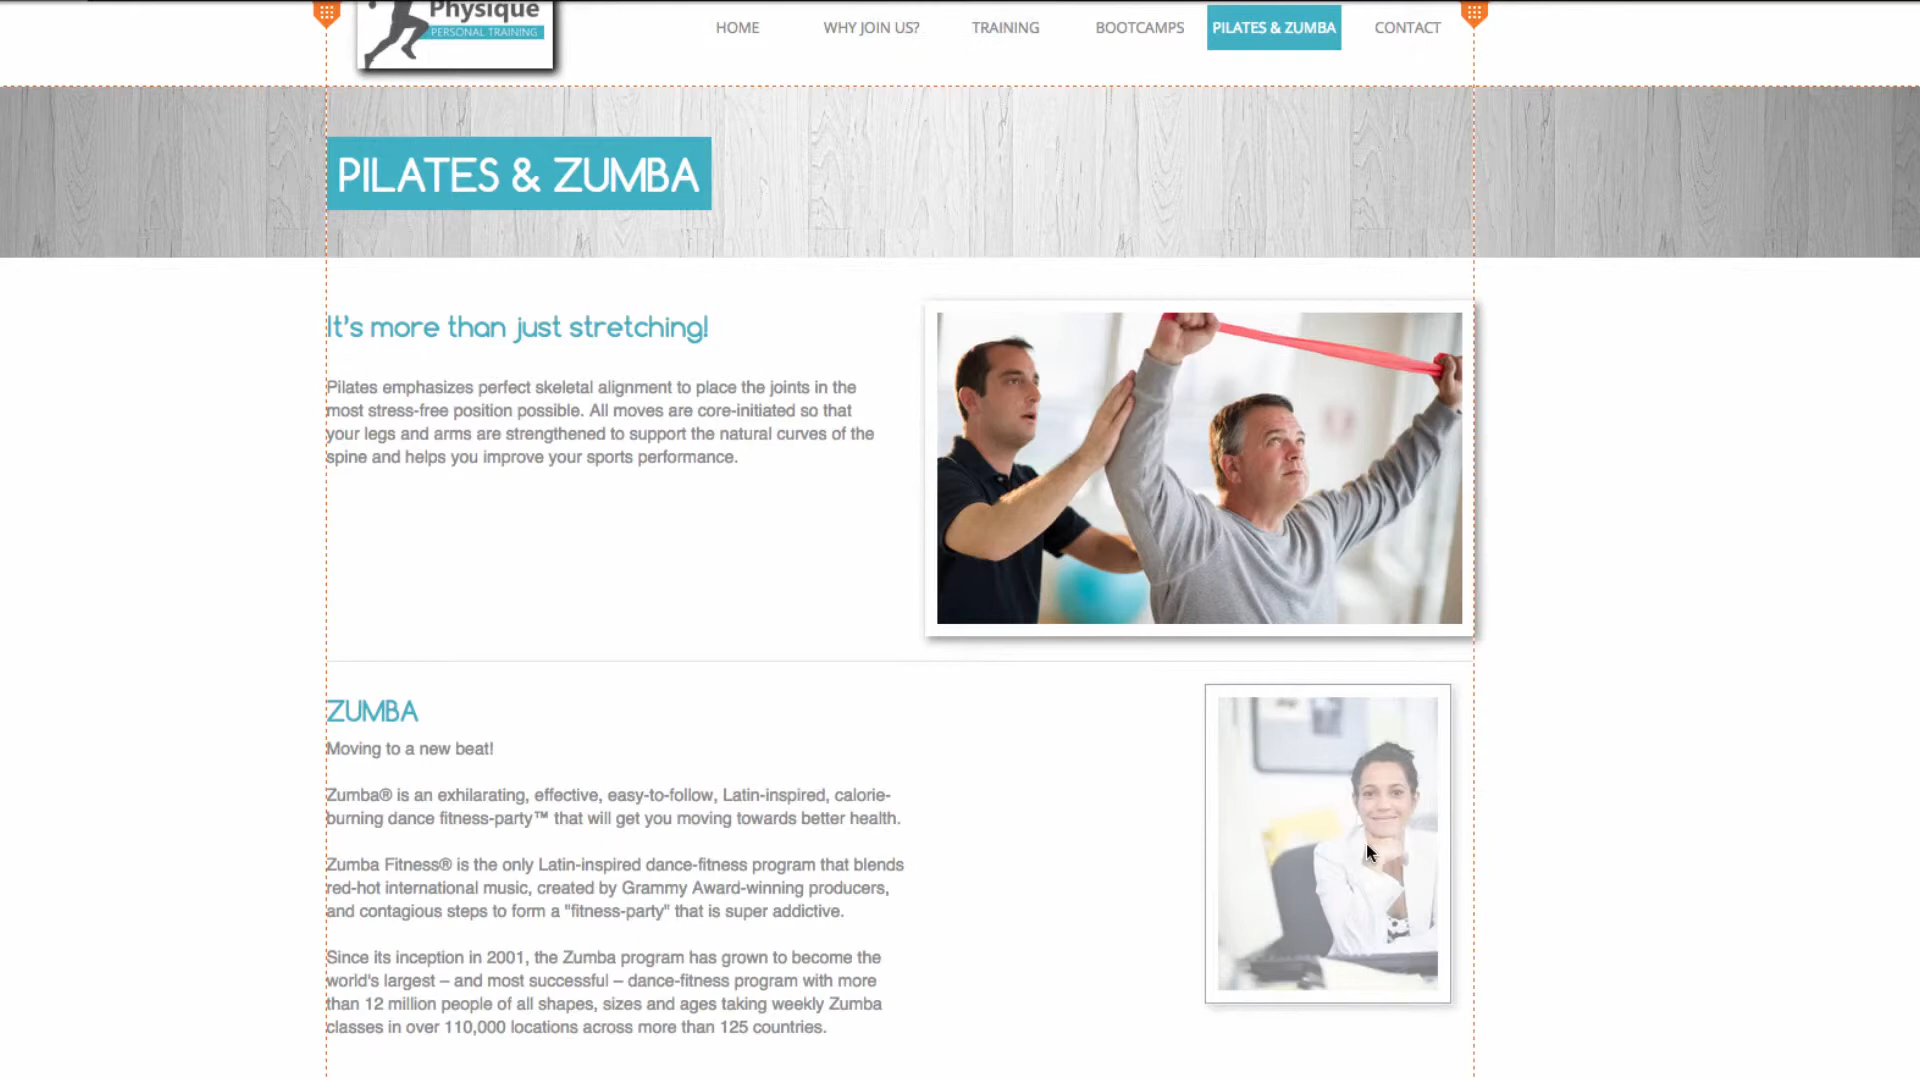 Physique
PERSONAL TRAINING
HOME WHY JOIN US? TRAINING BOOTCAMPS PILATES & ZUMBA CONTACT
PILATES & ZUMBA
It's more than just stretching!
Pilates emphasizes perfect skeletal alignment to place the joints in the
most stress-free position possible. All moves are core-initiated so that
your legs and arms are strengthened to support the natural curves of the
spine and helps you improve your sports performance.
ZUMBA
Moving to a new beat!
Zumba® is an exhilarating, effective, easy-to-follow, Latin-inspired, calorie-
burning dance fitness-party™ that will get you moving towards better health.
Zumba Fitness® is the only Latin-inspired dance-fitness program that blends
red-hot international music, created by Grammy Award-winning producers,
and contagious steps to form a "fitness-party" that is super addictive.
Since its inception in 2001, the Zumba program has grown to become the
world's largest – and most successful – dance-fitness program with more
than 12 million people of all shapes, sizes and ages taking weekly Zumba
classes in over 110,000 locations across more than 125 countries.